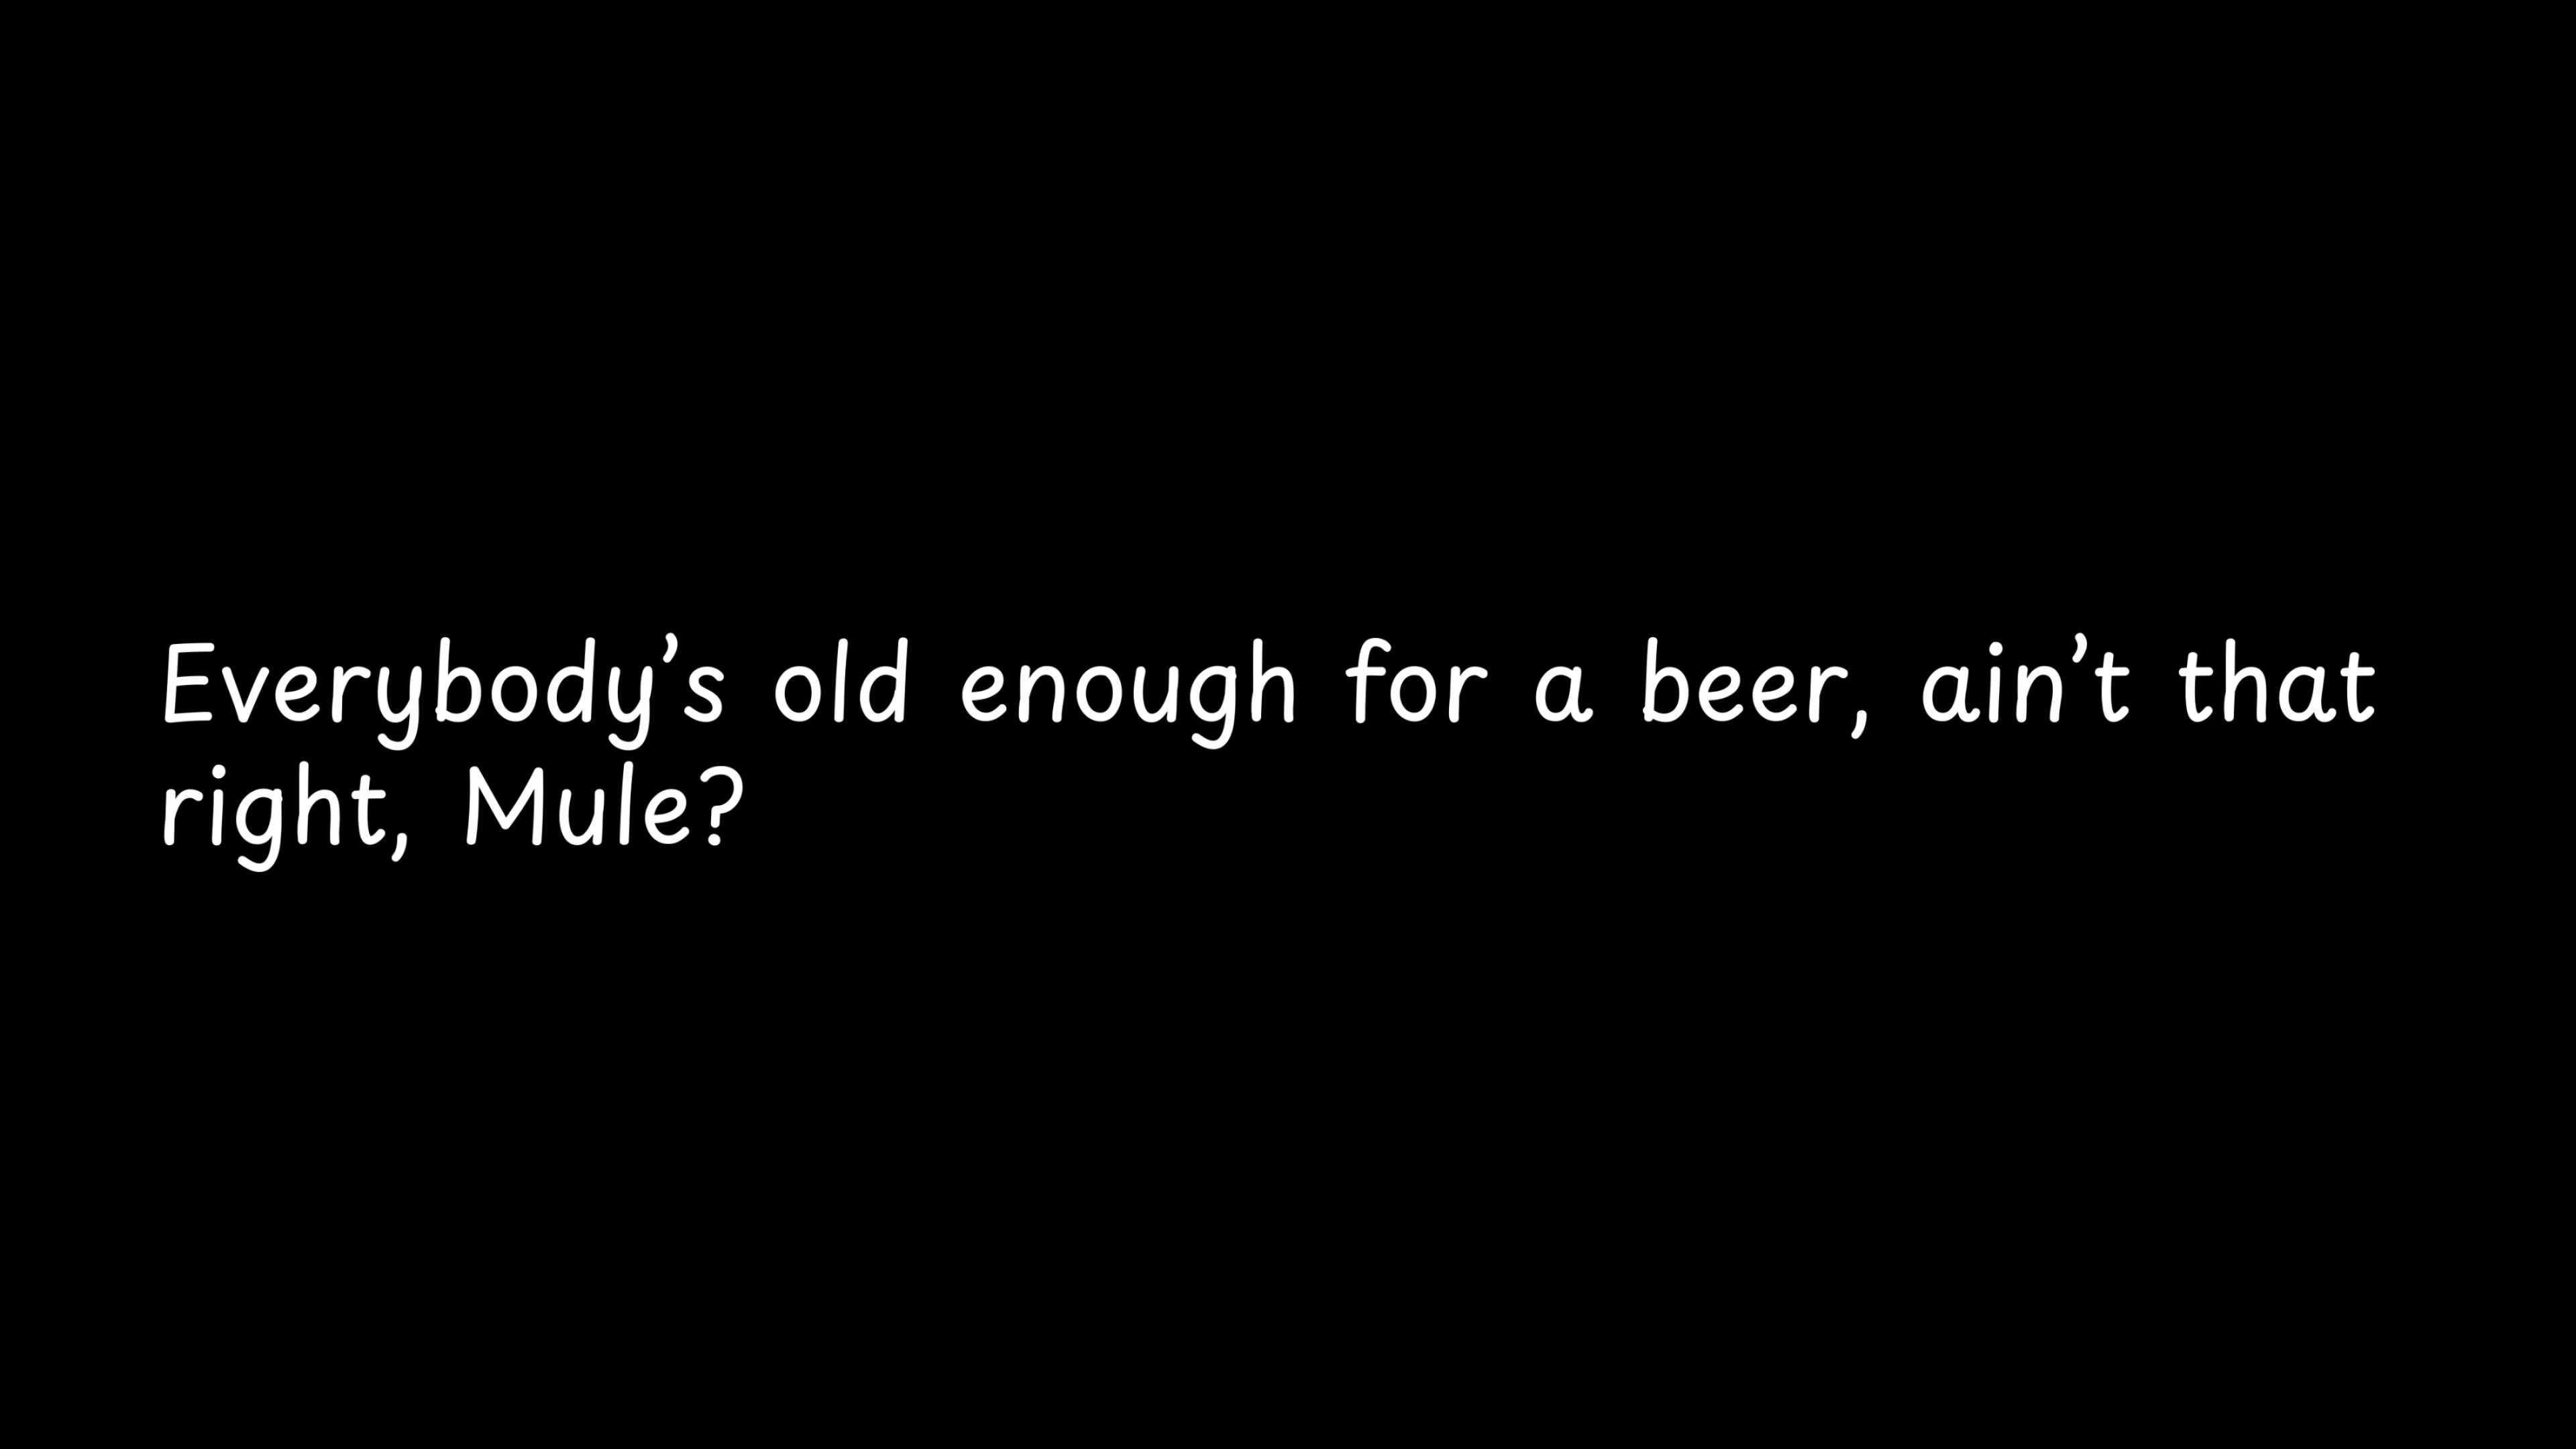 Everybody’s old enough for a beer, ain’t that
right, Mule?